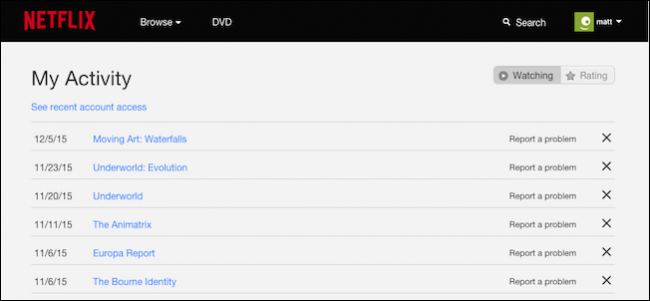 NETFLIX Browse DVD Search matt
My Activity Watching Rating
See recent account access
12/5/15 Moving Art: Waterfalls Report a problem
11/23/15 Underworld: Evolution Report a problem
11/20/15 Underworld Report a problem
11/11/15 The Animatrix Report a problem
11/6/15 Europa Report Report a problem
11/6/15 The Bourne Identity Report a problem